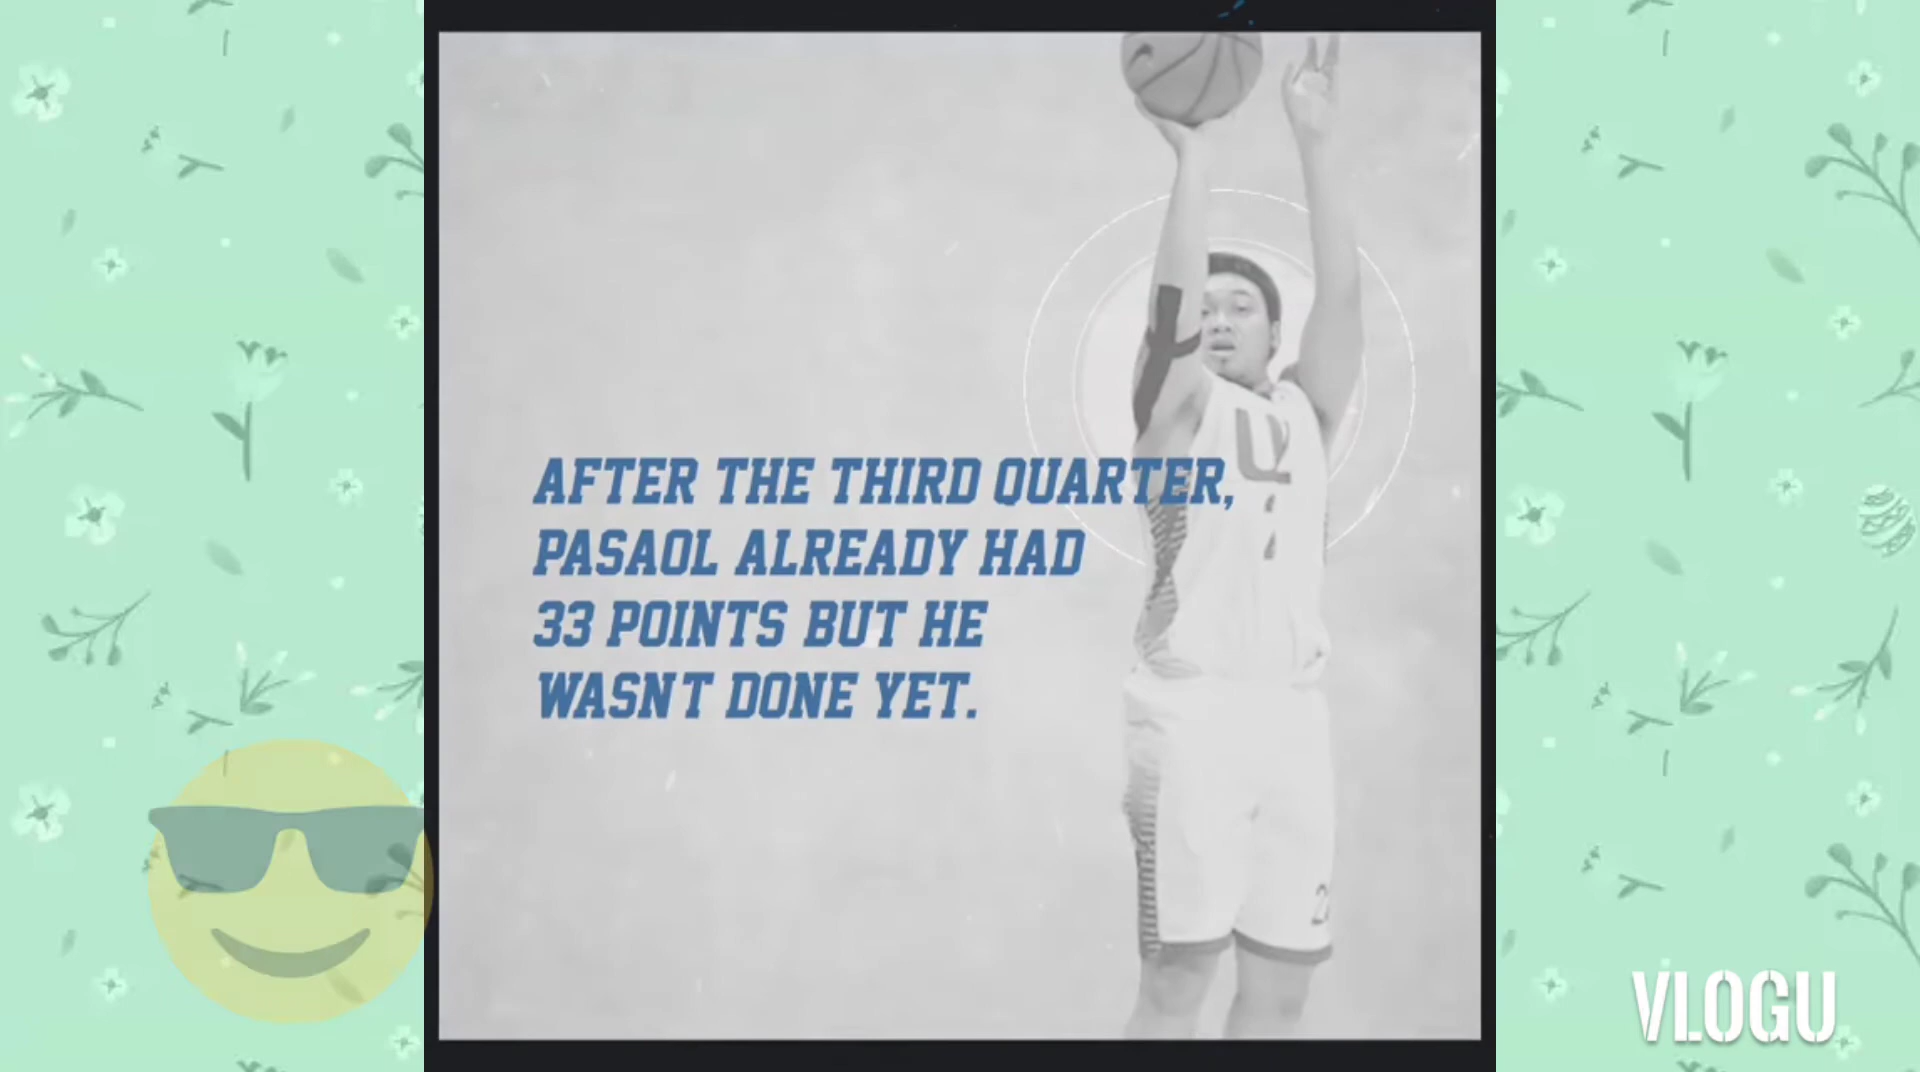 AFTER THE THIRD QUARTER,
PASAOL ALREADY HAD
33 POINTS BUT HE
WASNT DONE YET.
VLOGU